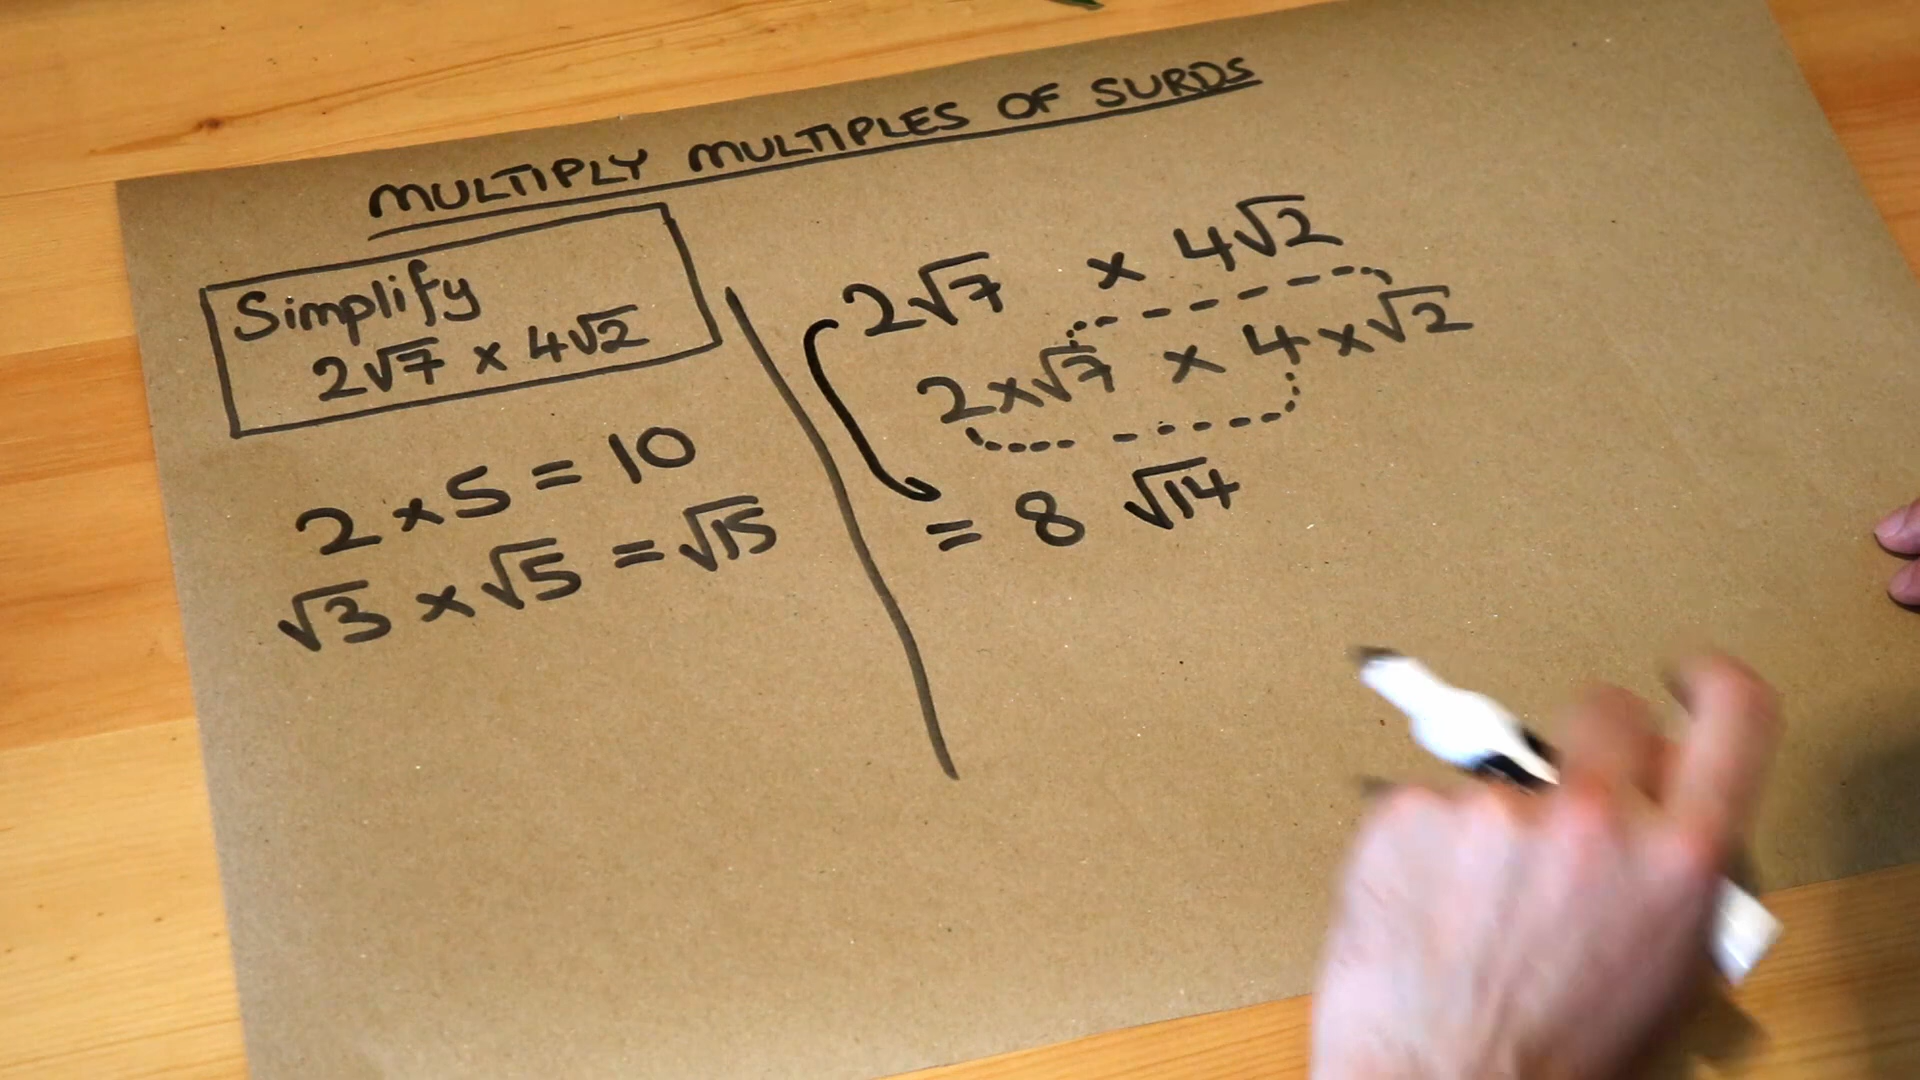 MULTIPLY MULTIPLES OF SURDS
Simplify
2√7 × 4√2
2 × 5 = 10
√3 × √5 = √15
2√7 × 4√2
2×√7 × 4×√2
= 8 √14